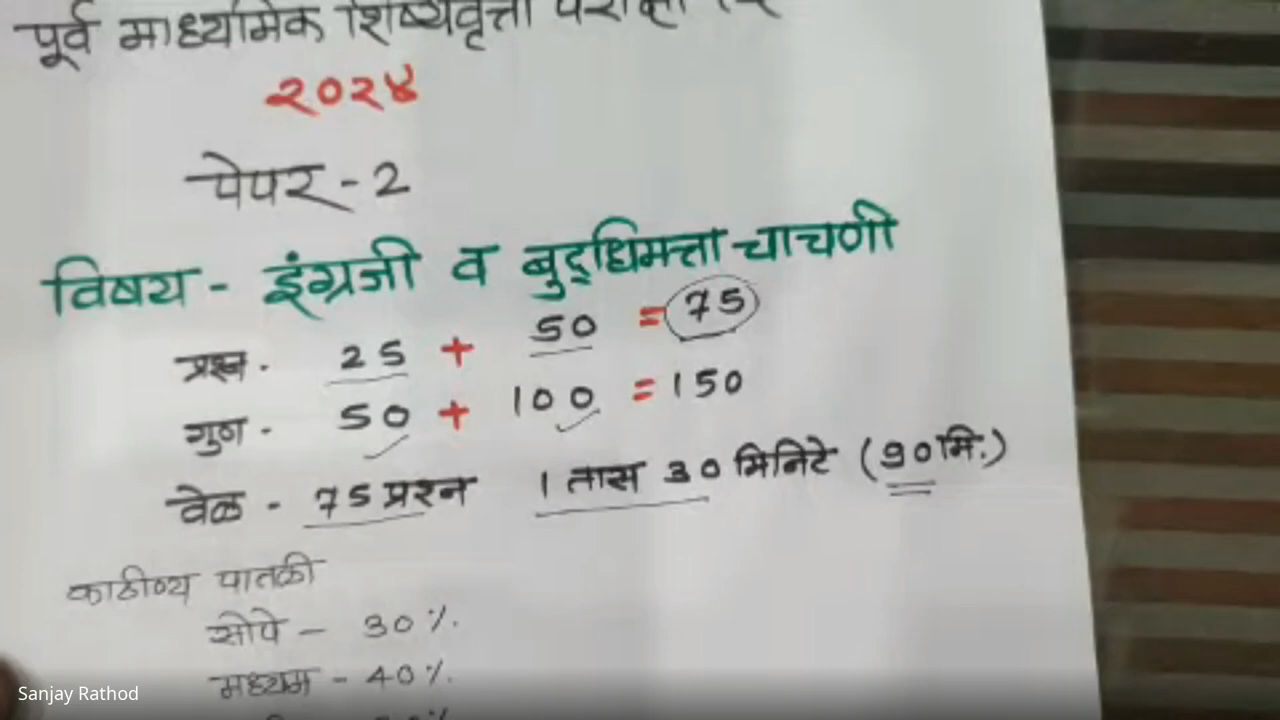 पूर्व माध्यमिक शिष्यवृत्ती परीक्षा
२०२४
पेपर - 2
विषय - इंग्रजी व बुद्धिमत्ता चाचणी
प्रश्न. 25 + 50 = 75
गुण. 50 + 100 = 150
वेळ - 75 प्रश्न 1 तास 30 मिनिटे (90 मि.)
काठीण्य पातळी
सोपे - 30%.
मध्यम - 40%.
Sanjay Rathod